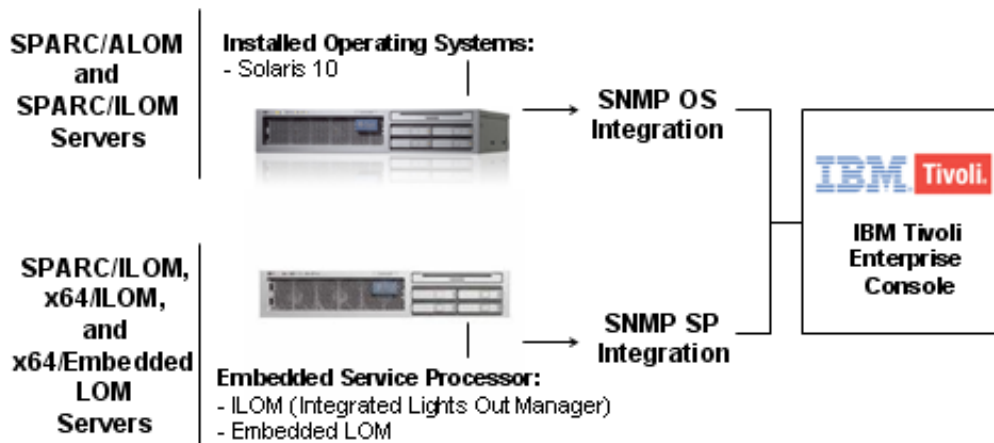 SPARC/ALOM
and
SPARC/ILOM
Servers
Installed Operating Systems:
- Solaris 10
SNMP OS
Integration
IBM. Tivoli.
IBM Tivoli
Enterprise
Console
SPARC/ILOM,
x64/ILOM,
and
x64/Embedded
LOM
Servers
SNMP SP
Integration
Embedded Service Processor:
- ILOM (Integrated Lights Out Manager)
- Embedded LOM